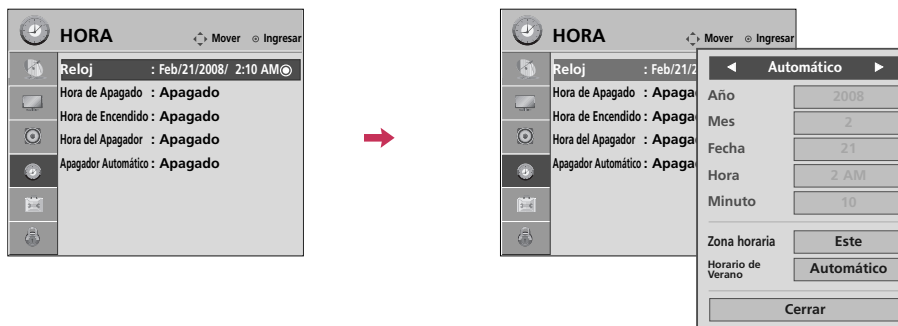 HORA Mover Ingresar
Reloj : Feb/21/2008/ 2:10 AM
Hora de Apagado : Apagado
Hora de Encendido : Apagado
Hora del Apagador : Apagado
Apagador Automático : Apagado
HORA Mover Ingresar
Reloj : Feb/21/2
Hora de Apagado : Apaga
Hora de Encendido : Apaga
Hora del Apagador : Apaga
Apagador Automático : Apaga
Automático
Año 2008
Mes 2
Fecha 21
Hora 2 AM
Minuto 10
Zona horaria Este
Horario de
Verano Automático
Cerrar